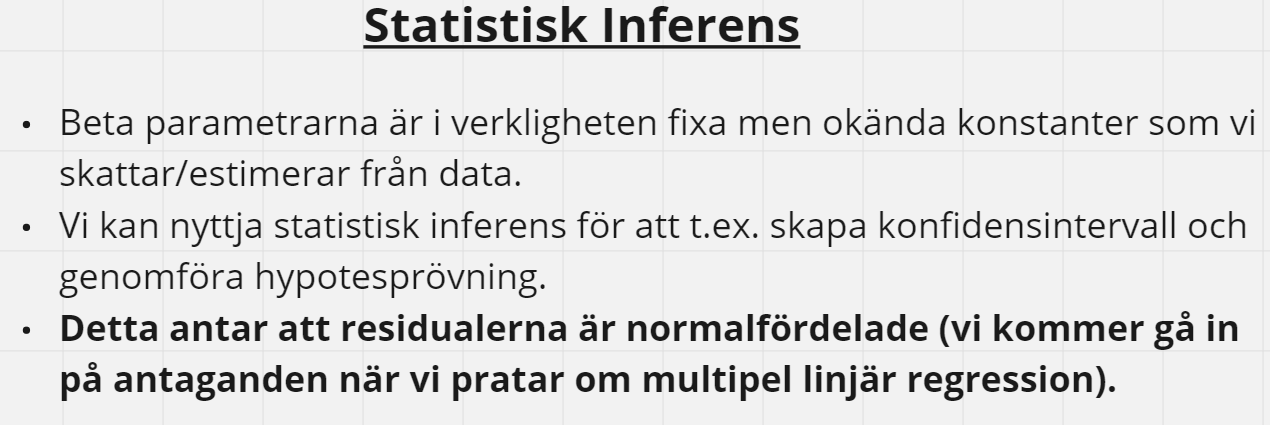 Statistisk Inferens
• Beta parametrarna är i verkligheten fixa men okända konstanter som vi
skattar/estimerar från data.
• Vi kan nyttja statistisk inferens för att t.ex. skapa konfidensintervall och
genomföra hypotesprövning.
• Detta antar att residualerna är normalfördelade (vi kommer gå in
på antaganden när vi pratar om multipel linjär regression).